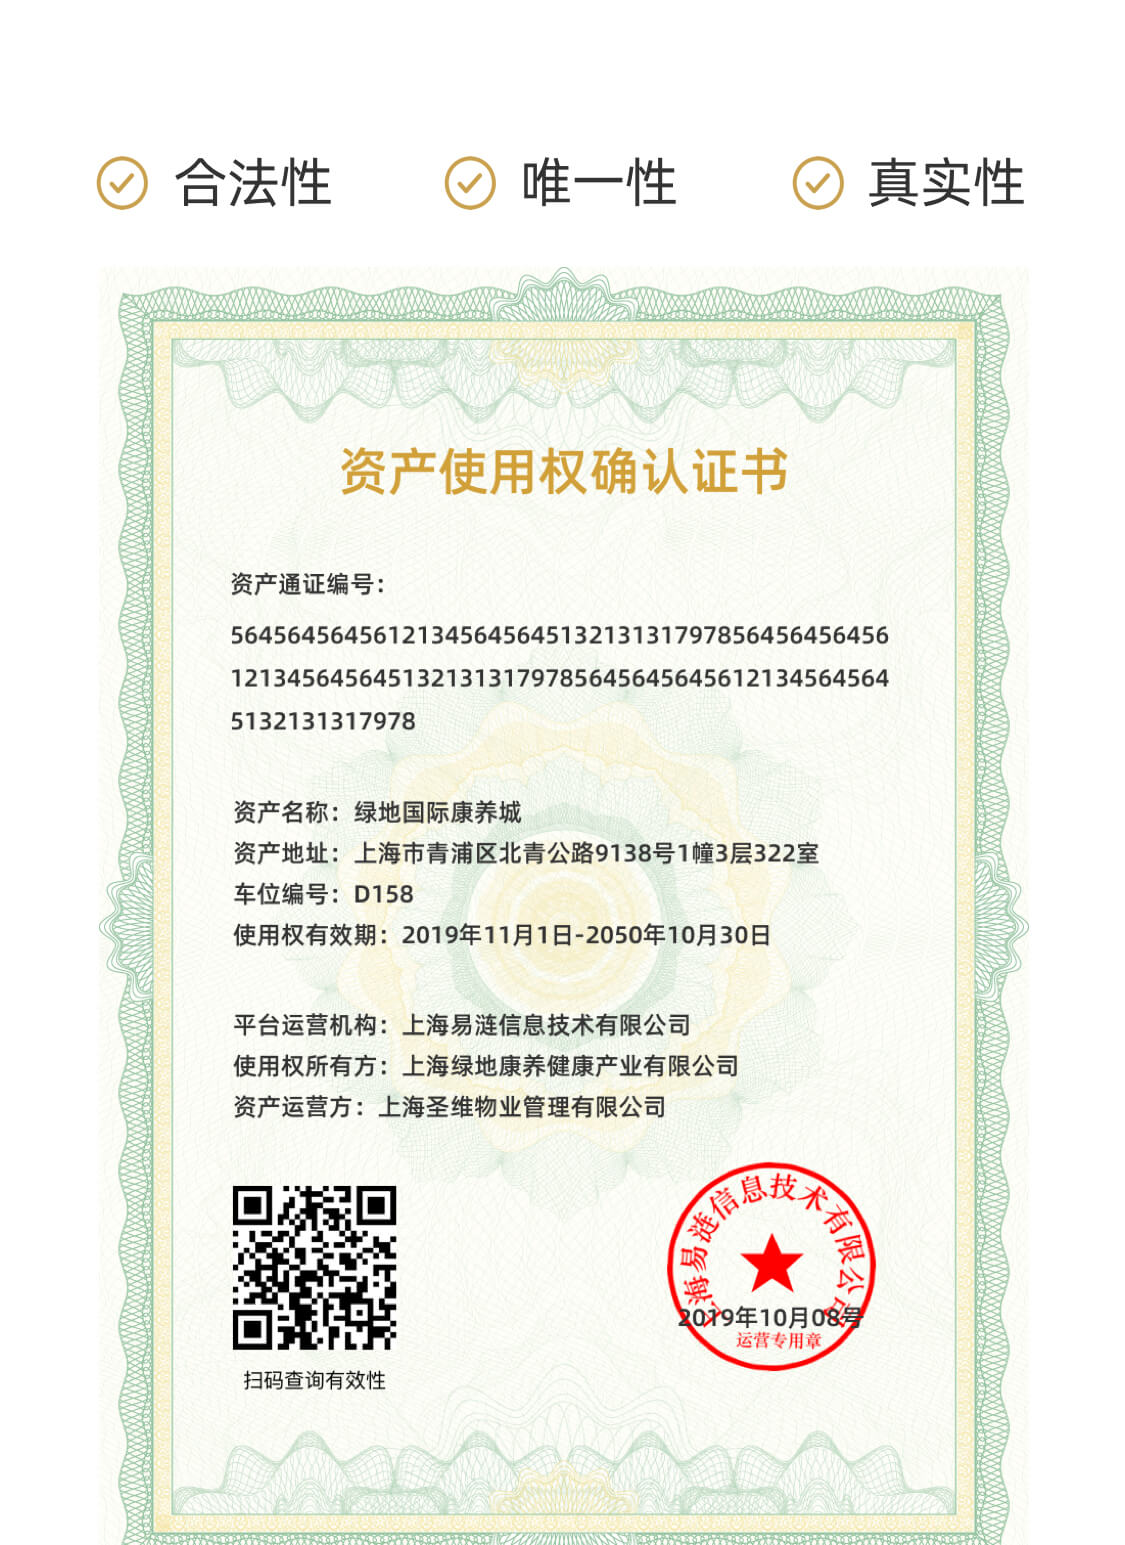 合法性 唯一性 真实性
资产使用权确认证书
资产通证编号：
5645645645612134564564513213131797856456456456
1213456456451321313179785645645645612134564564
5132131317978
资产名称：绿地国际康养城
资产地址：上海市青浦区北青公路9138号1幢3层322室
车位编号：D158
使用权有效期：2019年11月1日-2050年10月30日
平台运营机构：上海易涟信息技术有限公司
使用权所有方：上海绿地康养健康产业有限公司
资产运营方：上海圣维物业管理有限公司
上海易涟信息技术有限公司
2019年10月08号
运营专用章
扫码查询有效性